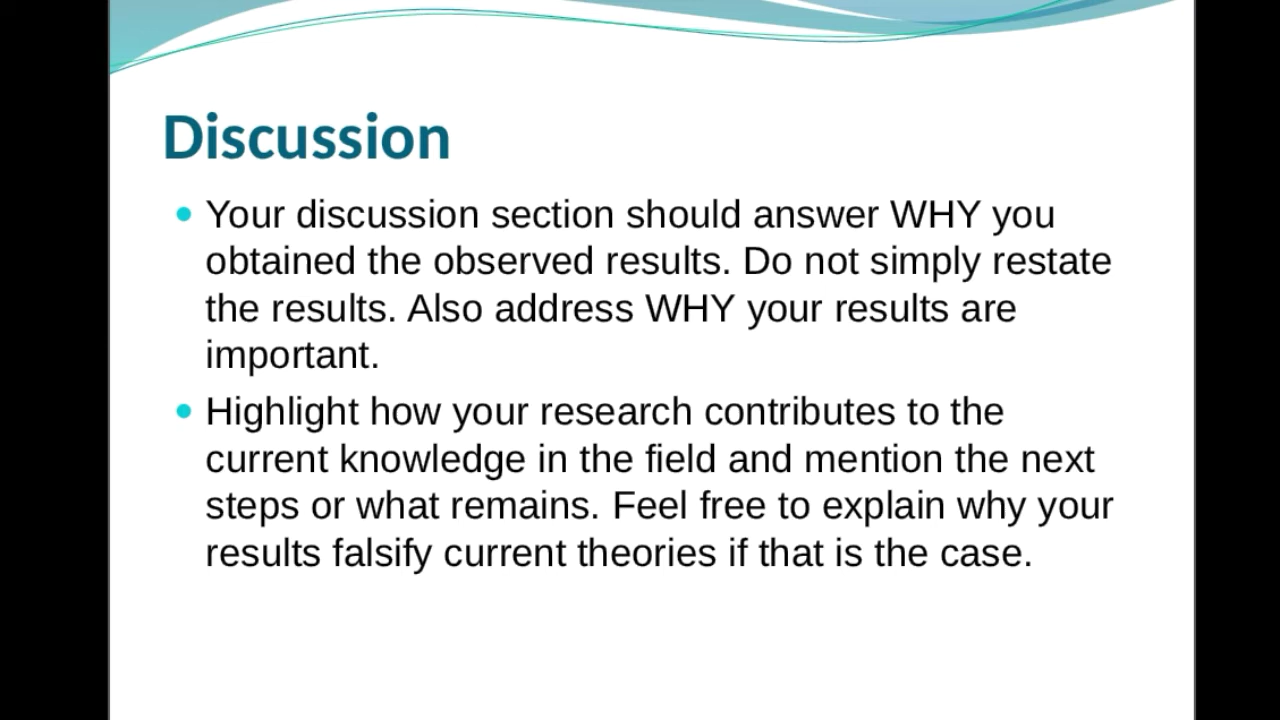 Discussion
Your discussion section should answer WHY you
obtained the observed results. Do not simply restate
the results. Also address WHY your results are
important.
Highlight how your research contributes to the
current knowledge in the field and mention the next
steps or what remains. Feel free to explain why your
results falsify current theories if that is the case.